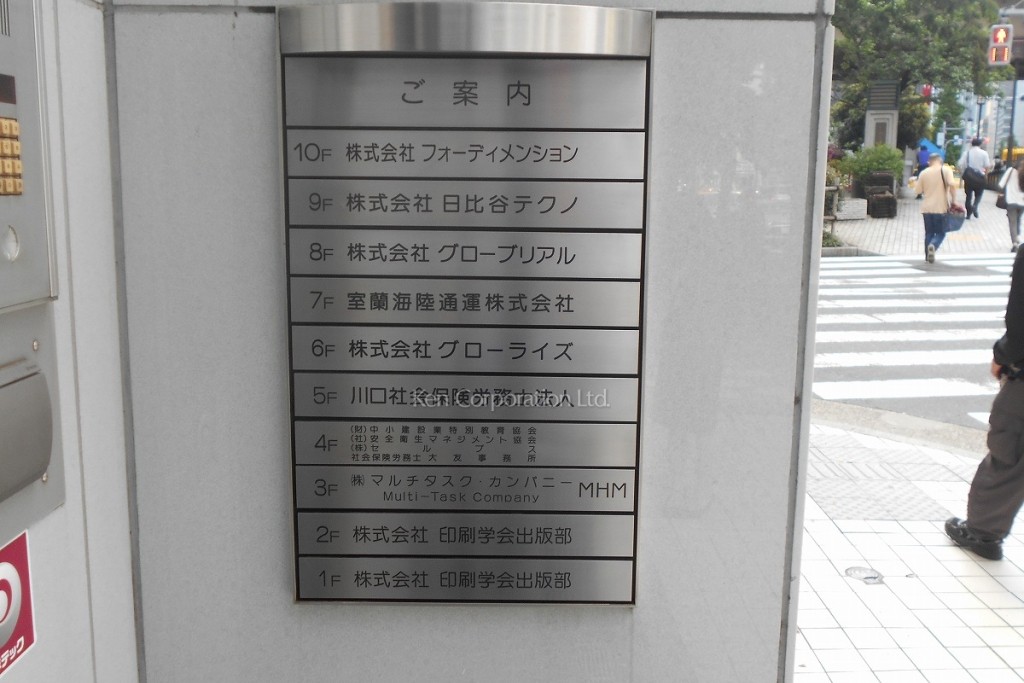 ご案内
10F 株式会社 フォーディメンション
9F 株式会社 日比谷テクノ
8F 株式会社 グローブリアル
7F 室蘭海陸通運株式会社
6F 株式会社 グローライズ
5F 川口社会保険労務士法人
Ken Corporation Ltd.
4F
(財)中小建設業特別教育協会
(社)安全衛生マネジメント協会
(株)セルプス
社会保険労務士大友事務所
3F ㈱マルチタスク・カンパニー MHM
Multi-Task Company
2F 株式会社 印刷学会出版部
1F 株式会社 印刷学会出版部
テック